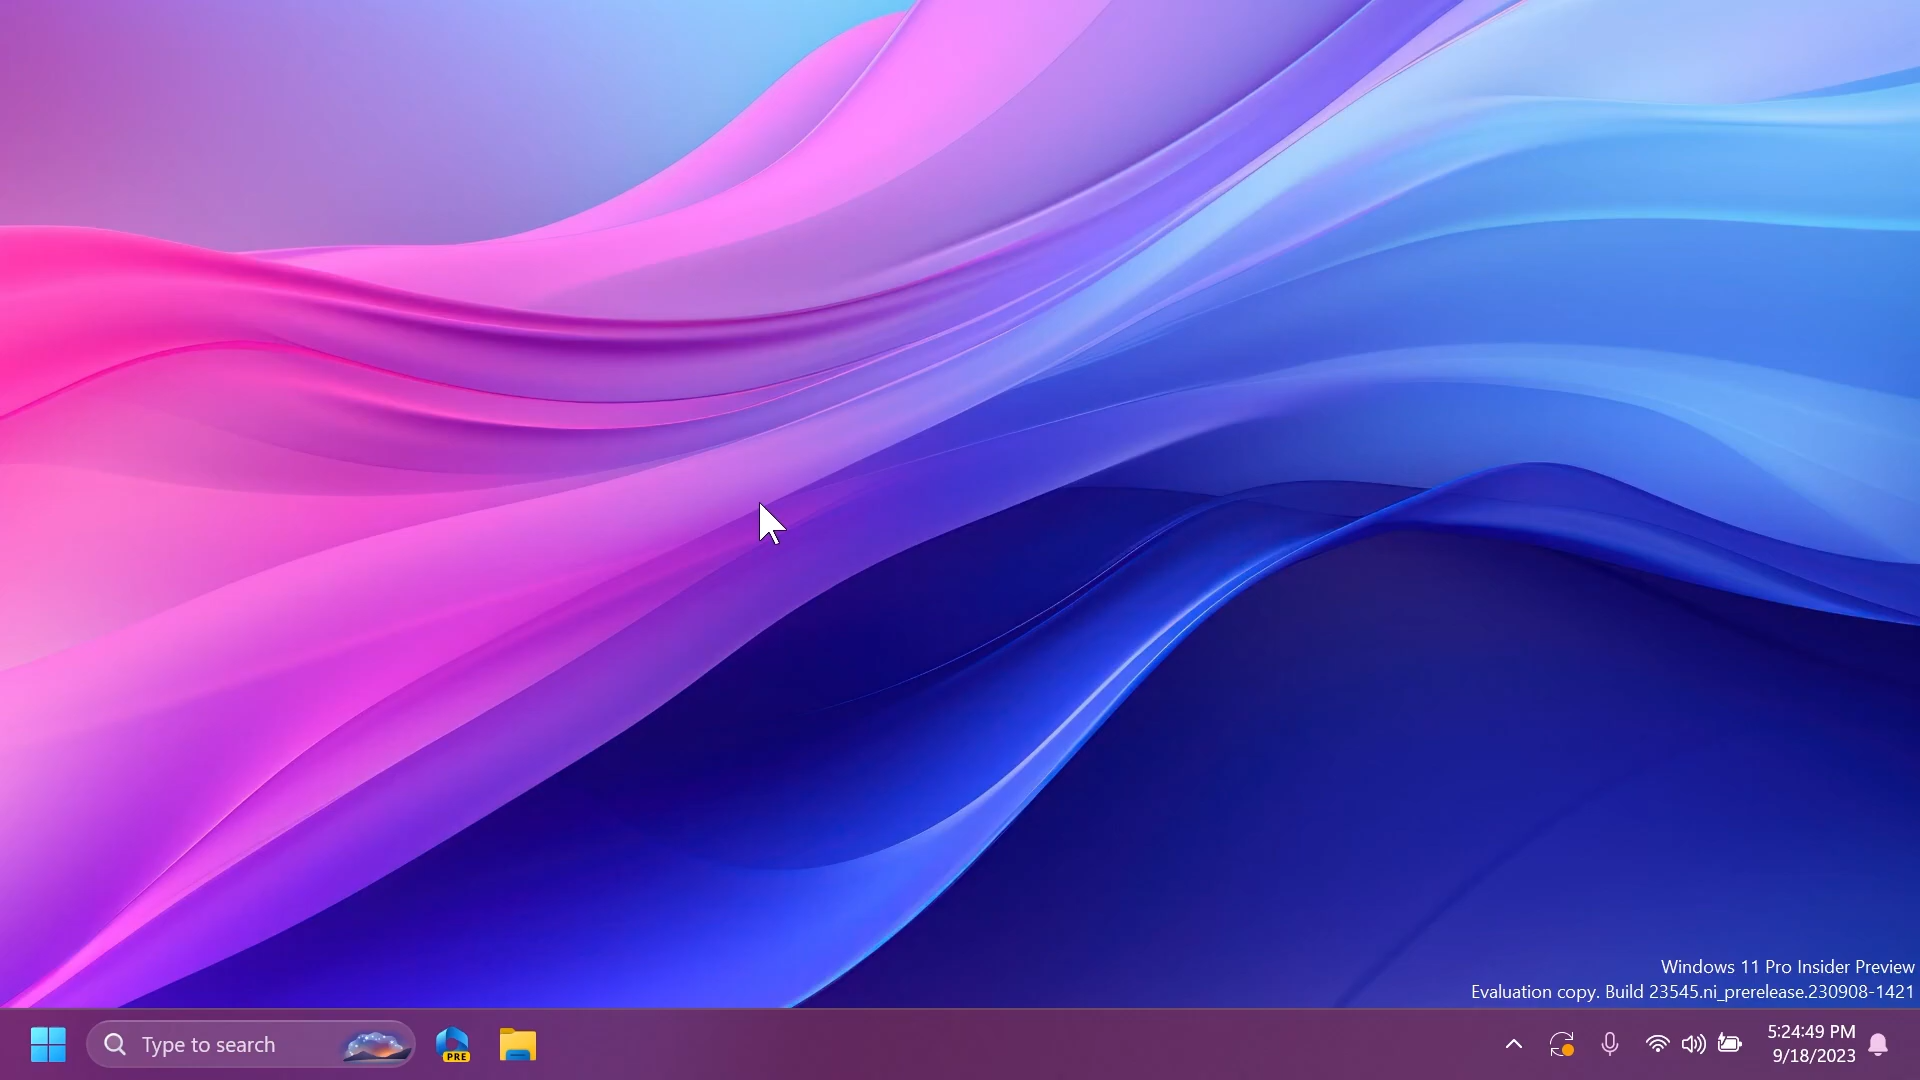 Windows 11 Pro Insider Preview
Evaluation copy. Build 23545.ni_prerelease.230908-1421
Type to search
PRE
5:24:49 PM
9/18/2023